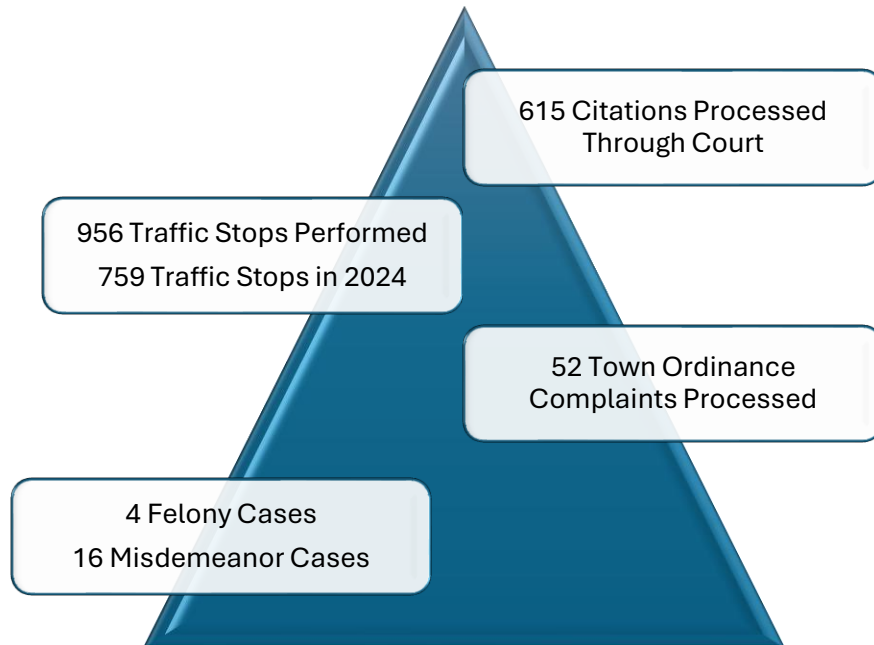 615 Citations Processed
Through Court
956 Traffic Stops Performed
759 Traffic Stops in 2024
52 Town Ordinance
Complaints Processed
4 Felony Cases
16 Misdemeanor Cases